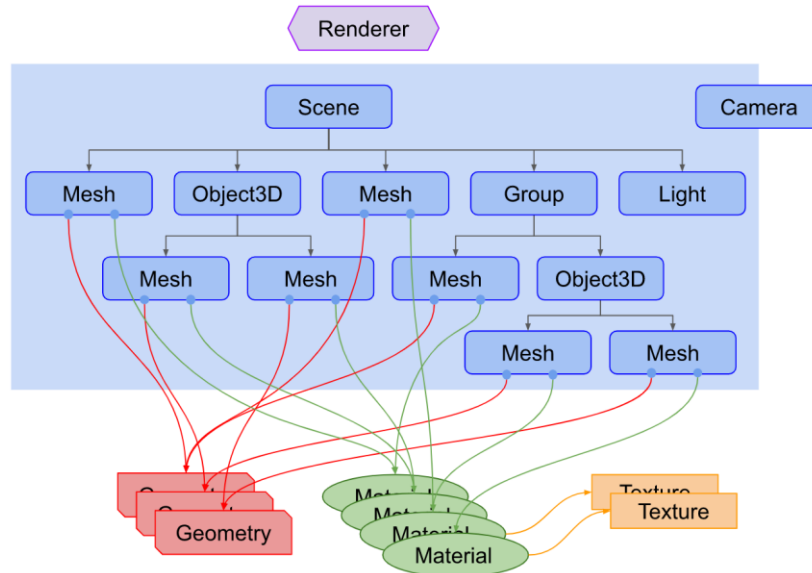 Renderer
Scene
Camera
Mesh
Object3D
Mesh
Group
Light
Mesh
Mesh
Mesh
Object3D
Mesh
Mesh
Geometry
Material
Texture
Texture